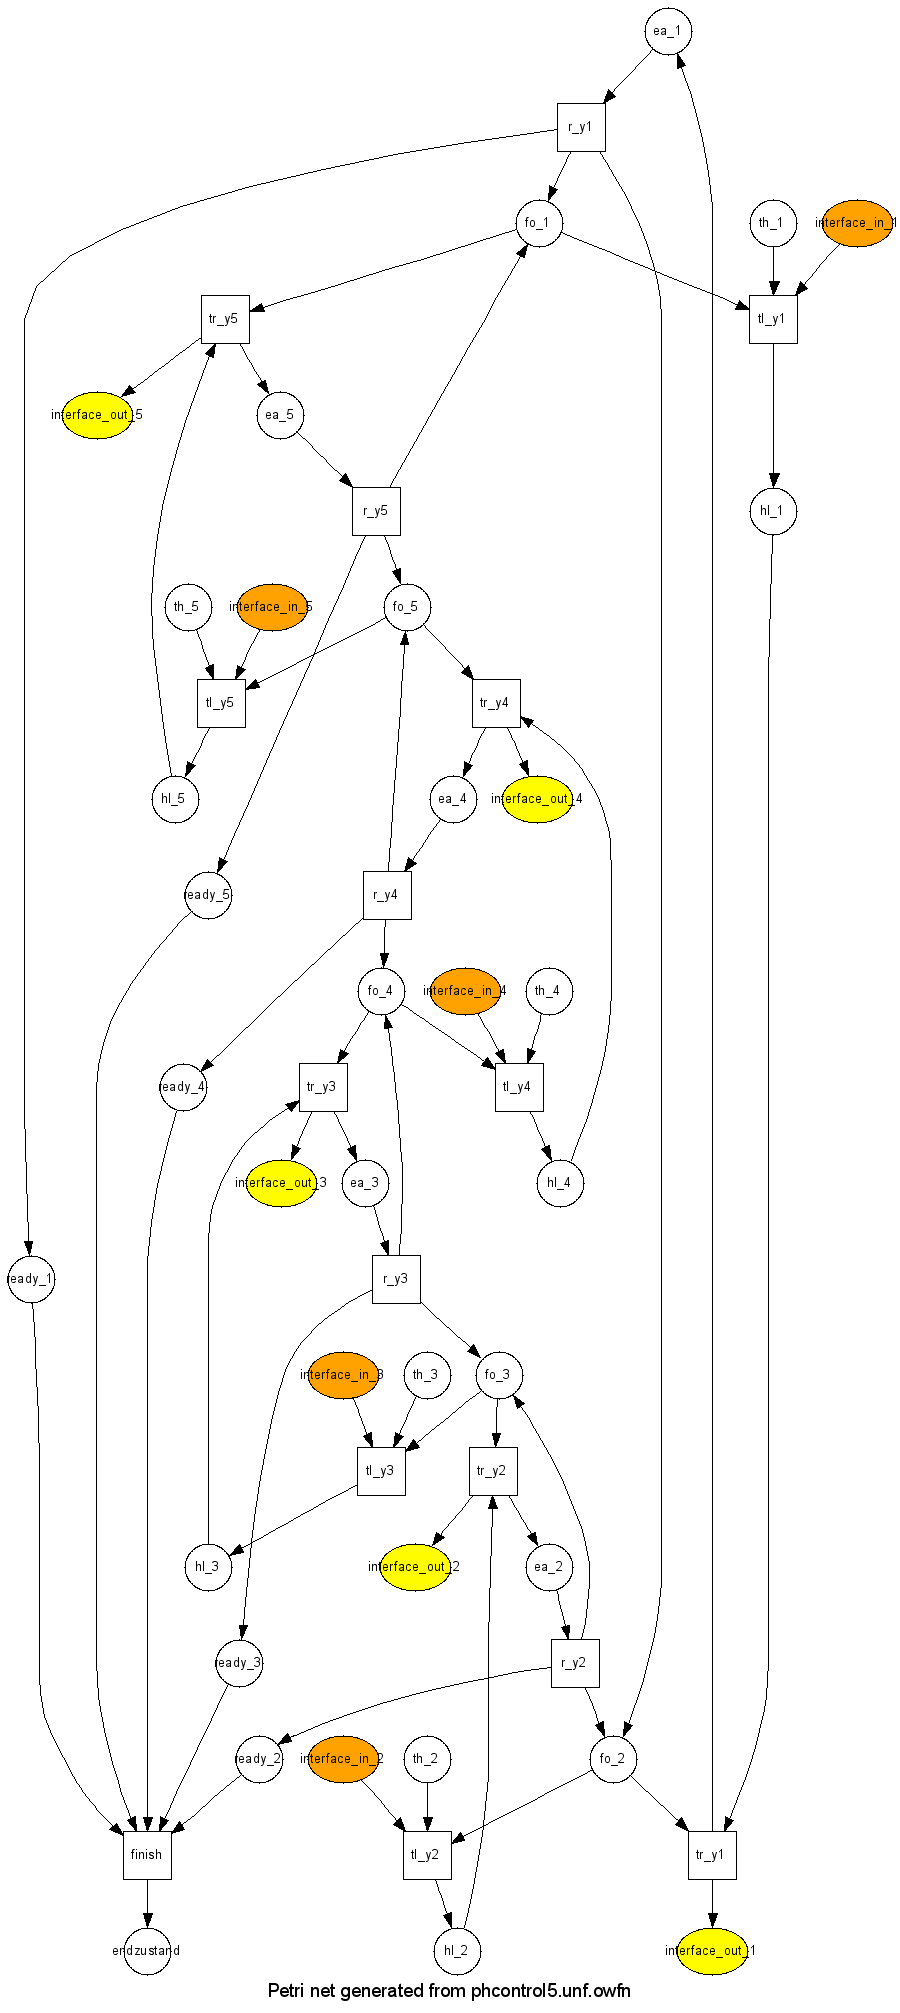 ea_1
r_y1
fo_1
th_1
interface_in_1
tr_y5
tl_y1
interface_out_5
ea_5
r_y5
hl_1
th_5
interface_in_5
fo_5
tl_y5
tr_y4
hl_5
ea_4
interface_out_4
ready_5
r_y4
fo_4
interface_in_4
th_4
ready_4
tr_y3
tl_y4
interface_out_3
ea_3
hl_4
ready_1
r_y3
interface_in_3
th_3
fo_3
tl_y3
tr_y2
hl_3
interface_out_2
ea_2
ready_3
r_y2
ready_2
interface_in_2
th_2
fo_2
finish
tl_y2
tr_y1
endzustand
hl_2
interface_out_1
Petri net generated from phcontrol5.unf.owfn